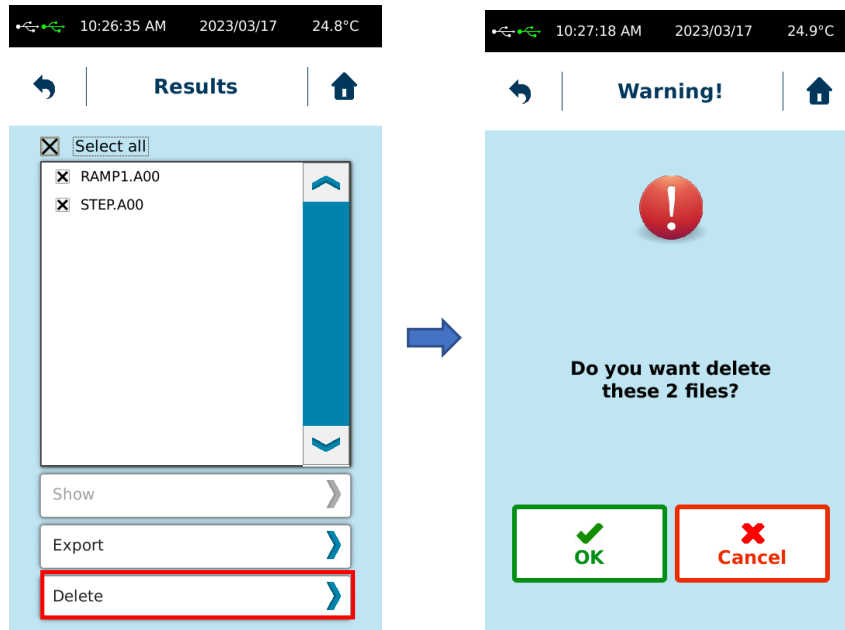 10:26:35 AM 2023/03/17 24.8°C
Results
Select all
RAMP1.A00
STEP.A00
Show
Export
Delete
10:27:18 AM 2023/03/17 24.9°C
Warning!
Do you want delete
these 2 files?
OK
Cancel